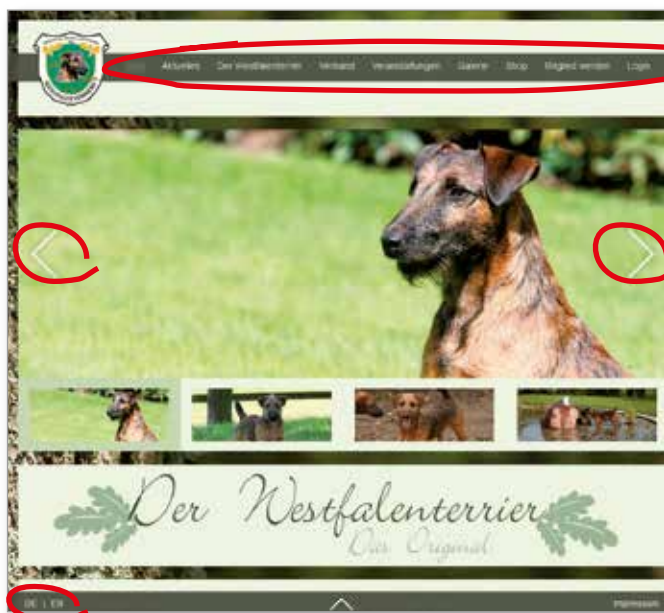 Aktuelles Der Westfalenterrier Verband Veranstaltungen Galerie Shop Mitglied werden Login
Der Westfalenterrier
Das Original
DE | EN
Impressum